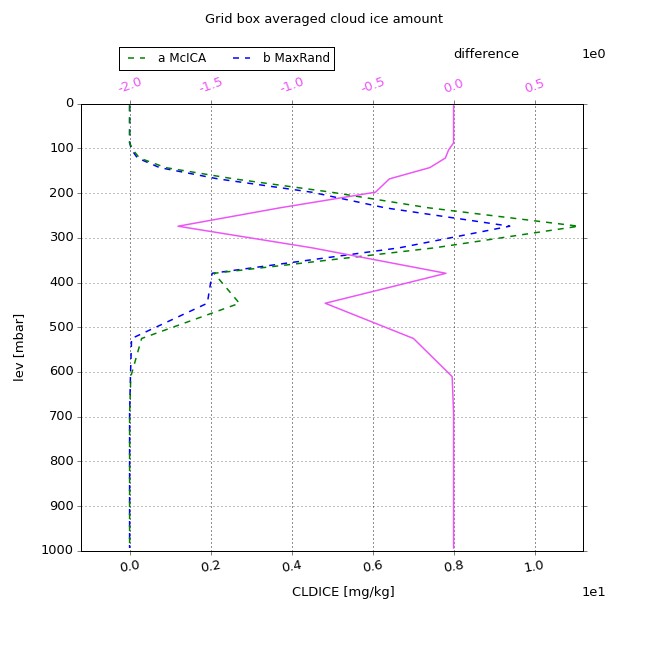 Grid box averaged cloud ice amount
a McICA b MaxRand difference 1e0
-2.0 -1.5 -1.0 -0.5 0.0 0.5
0
100
200
300
400
500
600
700
800
900
1000
lev [mbar]
0.0 0.2 0.4 0.6 0.8 1.0
CLDICE [mg/kg] 1e1